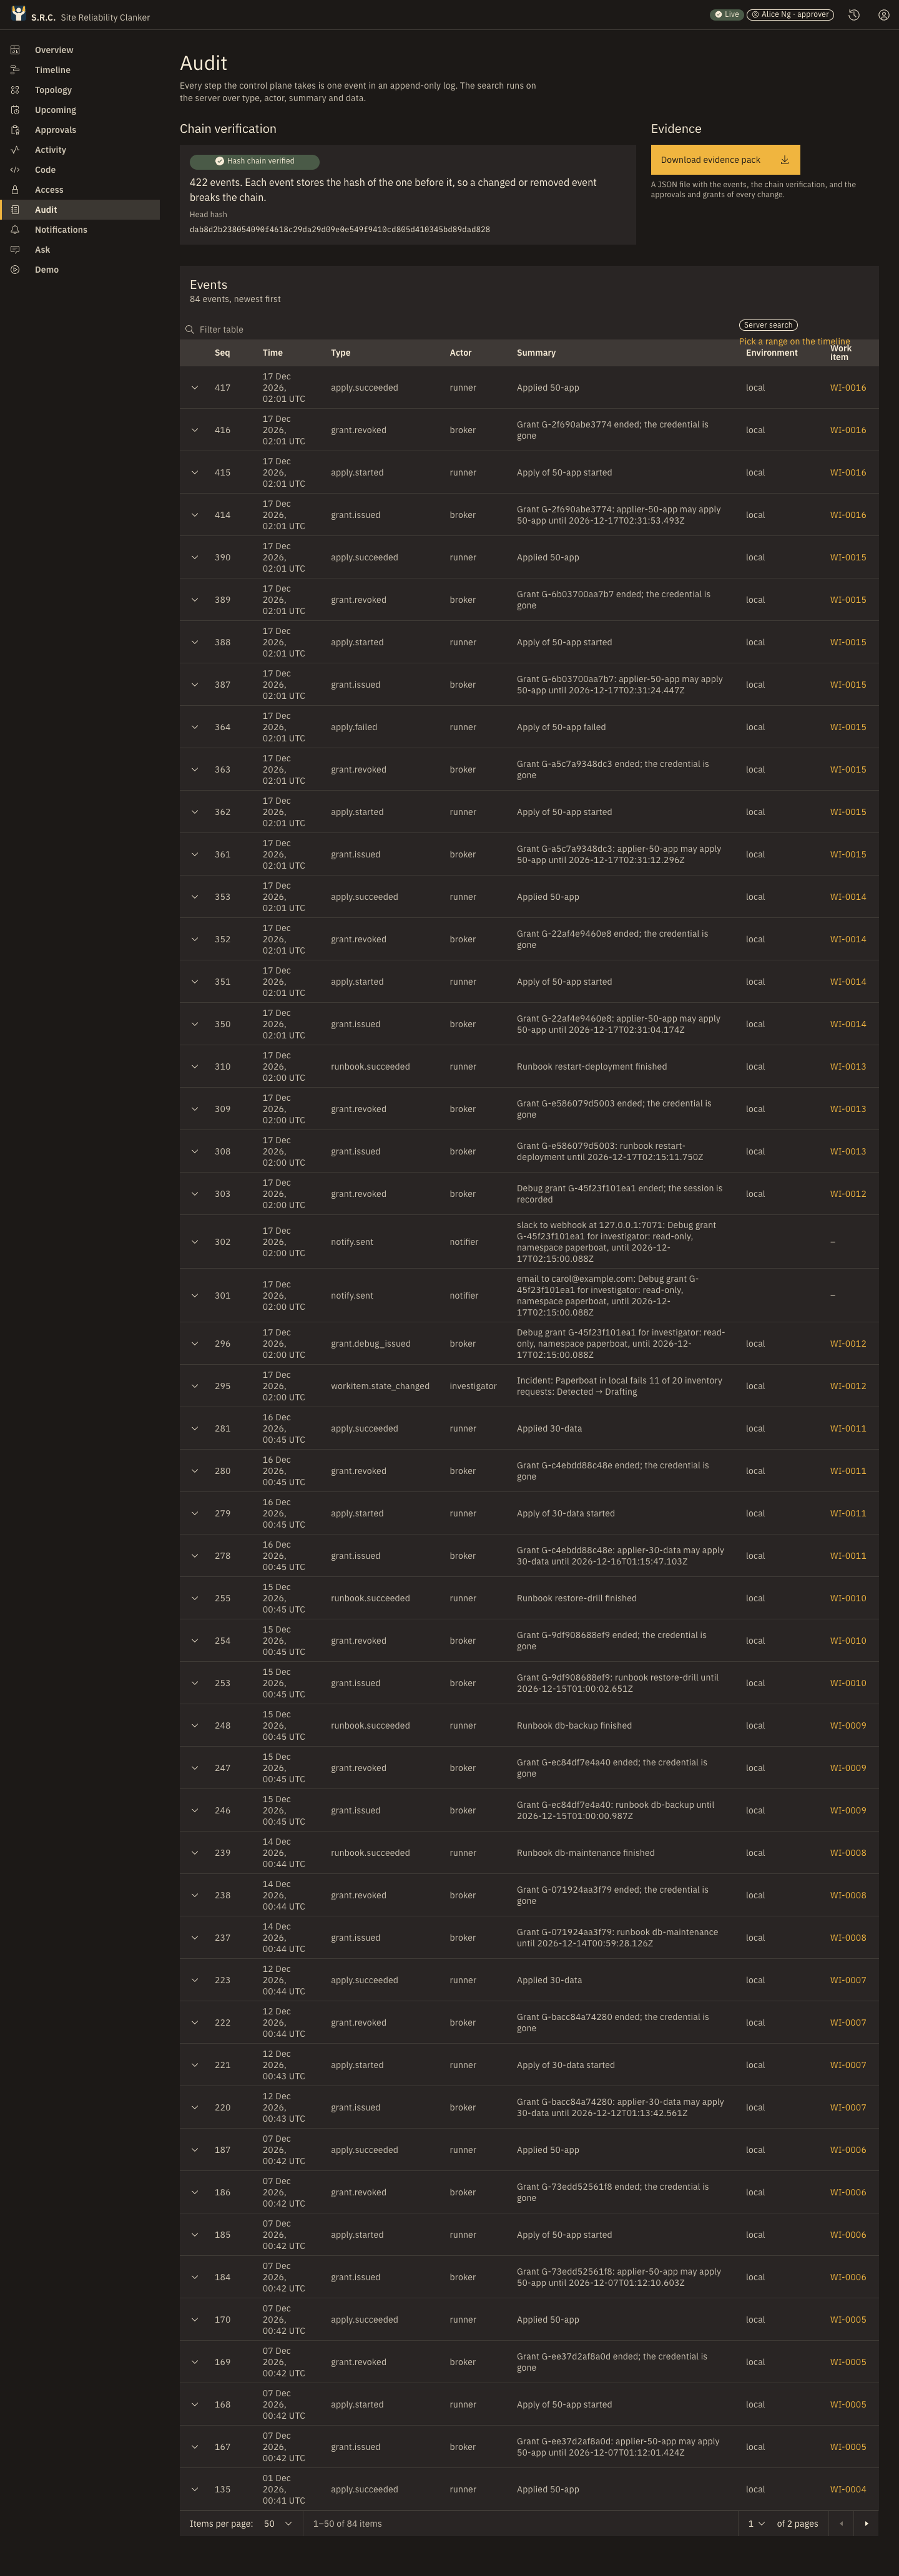 S.R.C. Site Reliability Clanker
Live
Alice Ng · approver
Overview
Timeline
Topology
Upcoming
Approvals
Activity
Code
Access
Audit
Notifications
Ask
Demo
Audit
Every step the control plane takes is one event in an append-only log. The search runs on
the server over type, actor, summary and data.
Chain verification
Hash chain verified
422 events. Each event stores the hash of the one before it, so a changed or removed event
breaks the chain.
Head hash
dab8d2b238054090f4618c29da29d09e0e549f9410cd805d410345bd89dad828
Evidence
Download evidence pack
A JSON file with the events, the chain verification, and the
approvals and grants of every change.
Events
84 events, newest first
Filter table
Server search
Pick a range on the timeline
Seq Time Type Actor Summary Environment Work item
417 17 Dec 2026, 02:01 UTC apply.succeeded runner Applied 50-app local WI-0016
416 17 Dec 2026, 02:01 UTC grant.revoked broker Grant G-2f690abe3774 ended; the credential is gone local WI-0016
415 17 Dec 2026, 02:01 UTC apply.started runner Apply of 50-app started local WI-0016
414 17 Dec 2026, 02:01 UTC grant.issued broker Grant G-2f690abe3774: applier-50-app may apply 50-app until 2026-12-17T02:31:53.493Z local WI-0016
390 17 Dec 2026, 02:01 UTC apply.succeeded runner Applied 50-app local WI-0015
389 17 Dec 2026, 02:01 UTC grant.revoked broker Grant G-6b03700aa7b7 ended; the credential is gone local WI-0015
388 17 Dec 2026, 02:01 UTC apply.started runner Apply of 50-app started local WI-0015
387 17 Dec 2026, 02:01 UTC grant.issued broker Grant G-6b03700aa7b7: applier-50-app may apply 50-app until 2026-12-17T02:31:24.447Z local WI-0015
364 17 Dec 2026, 02:01 UTC apply.failed runner Apply of 50-app failed local WI-0015
363 17 Dec 2026, 02:01 UTC grant.revoked broker Grant G-a5c7a9348dc3 ended; the credential is gone local WI-0015
362 17 Dec 2026, 02:01 UTC apply.started runner Apply of 50-app started local WI-0015
361 17 Dec 2026, 02:01 UTC grant.issued broker Grant G-a5c7a9348dc3: applier-50-app may apply 50-app until 2026-12-17T02:31:12.296Z local WI-0015
353 17 Dec 2026, 02:01 UTC apply.succeeded runner Applied 50-app local WI-0014
352 17 Dec 2026, 02:01 UTC grant.revoked broker Grant G-22af4e9460e8 ended; the credential is gone local WI-0014
351 17 Dec 2026, 02:01 UTC apply.started runner Apply of 50-app started local WI-0014
350 17 Dec 2026, 02:01 UTC grant.issued broker Grant G-22af4e9460e8: applier-50-app may apply 50-app until 2026-12-17T02:31:04.174Z local WI-0014
310 17 Dec 2026, 02:00 UTC runbook.succeeded runner Runbook restart-deployment finished local WI-0013
309 17 Dec 2026, 02:00 UTC grant.revoked broker Grant G-e586079d5003 ended; the credential is gone local WI-0013
308 17 Dec 2026, 02:00 UTC grant.issued broker Grant G-e586079d5003: runbook restart-deployment until 2026-12-17T02:15:11.750Z local WI-0013
303 17 Dec 2026, 02:00 UTC grant.revoked broker Debug grant G-45f23f101ea1 ended; the session is recorded local WI-0012
302 17 Dec 2026, 02:00 UTC notify.sent notifier slack to webhook at 127.0.0.1:7071: Debug grant G-45f23f101ea1 for investigator: read-only, namespace paperboat, until 2026-12-17T02:15:00.088Z –
301 17 Dec 2026, 02:00 UTC notify.sent notifier email to carol@example.com: Debug grant G-45f23f101ea1 for investigator: read-only, namespace paperboat, until 2026-12-17T02:15:00.088Z –
296 17 Dec 2026, 02:00 UTC grant.debug_issued broker Debug grant G-45f23f101ea1 for investigator: read-only, namespace paperboat, until 2026-12-17T02:15:00.088Z local WI-0012
295 17 Dec 2026, 02:00 UTC workitem.state_changed investigator Incident: Paperboat in local fails 11 of 20 inventory requests: Detected → Drafting local WI-0012
281 16 Dec 2026, 00:45 UTC apply.succeeded runner Applied 30-data local WI-0011
280 16 Dec 2026, 00:45 UTC grant.revoked broker Grant G-c4ebdd88c48e ended; the credential is gone local WI-0011
279 16 Dec 2026, 00:45 UTC apply.started runner Apply of 30-data started local WI-0011
278 16 Dec 2026, 00:45 UTC grant.issued broker Grant G-c4ebdd88c48e: applier-30-data may apply 30-data until 2026-12-16T01:15:47.103Z local WI-0011
255 15 Dec 2026, 00:45 UTC runbook.succeeded runner Runbook restore-drill finished local WI-0010
254 15 Dec 2026, 00:45 UTC grant.revoked broker Grant G-9df908688ef9 ended; the credential is gone local WI-0010
253 15 Dec 2026, 00:45 UTC grant.issued broker Grant G-9df908688ef9: runbook restore-drill until 2026-12-15T01:00:02.651Z local WI-0010
248 15 Dec 2026, 00:45 UTC runbook.succeeded runner Runbook db-backup finished local WI-0009
247 15 Dec 2026, 00:45 UTC grant.revoked broker Grant G-ec84df7e4a40 ended; the credential is gone local WI-0009
246 15 Dec 2026, 00:45 UTC grant.issued broker Grant G-ec84df7e4a40: runbook db-backup until 2026-12-15T01:00:00.987Z local WI-0009
239 14 Dec 2026, 00:44 UTC runbook.succeeded runner Runbook db-maintenance finished local WI-0008
238 14 Dec 2026, 00:44 UTC grant.revoked broker Grant G-071924aa3f79 ended; the credential is gone local WI-0008
237 14 Dec 2026, 00:44 UTC grant.issued broker Grant G-071924aa3f79: runbook db-maintenance until 2026-12-14T00:59:28.126Z local WI-0008
223 12 Dec 2026, 00:44 UTC apply.succeeded runner Applied 30-data local WI-0007
222 12 Dec 2026, 00:44 UTC grant.revoked broker Grant G-bacc84a74280 ended; the credential is gone local WI-0007
221 12 Dec 2026, 00:43 UTC apply.started runner Apply of 30-data started local WI-0007
220 12 Dec 2026, 00:43 UTC grant.issued broker Grant G-bacc84a74280: applier-30-data may apply 30-data until 2026-12-12T01:13:42.561Z local WI-0007
187 07 Dec 2026, 00:42 UTC apply.succeeded runner Applied 50-app local WI-0006
186 07 Dec 2026, 00:42 UTC grant.revoked broker Grant G-73edd52561f8 ended; the credential is gone local WI-0006
185 07 Dec 2026, 00:42 UTC apply.started runner Apply of 50-app started local WI-0006
184 07 Dec 2026, 00:42 UTC grant.issued broker Grant G-73edd52561f8: applier-50-app may apply 50-app until 2026-12-07T01:12:10.603Z local WI-0006
170 07 Dec 2026, 00:42 UTC apply.succeeded runner Applied 50-app local WI-0005
169 07 Dec 2026, 00:42 UTC grant.revoked broker Grant G-ee37d2af8a0d ended; the credential is gone local WI-0005
168 07 Dec 2026, 00:42 UTC apply.started runner Apply of 50-app started local WI-0005
167 07 Dec 2026, 00:42 UTC grant.issued broker Grant G-ee37d2af8a0d: applier-50-app may apply 50-app until 2026-12-07T01:12:01.424Z local WI-0005
135 01 Dec 2026, 00:41 UTC apply.succeeded runner Applied 50-app local WI-0004
Items per page: 50 1–50 of 84 items 1 of 2 pages